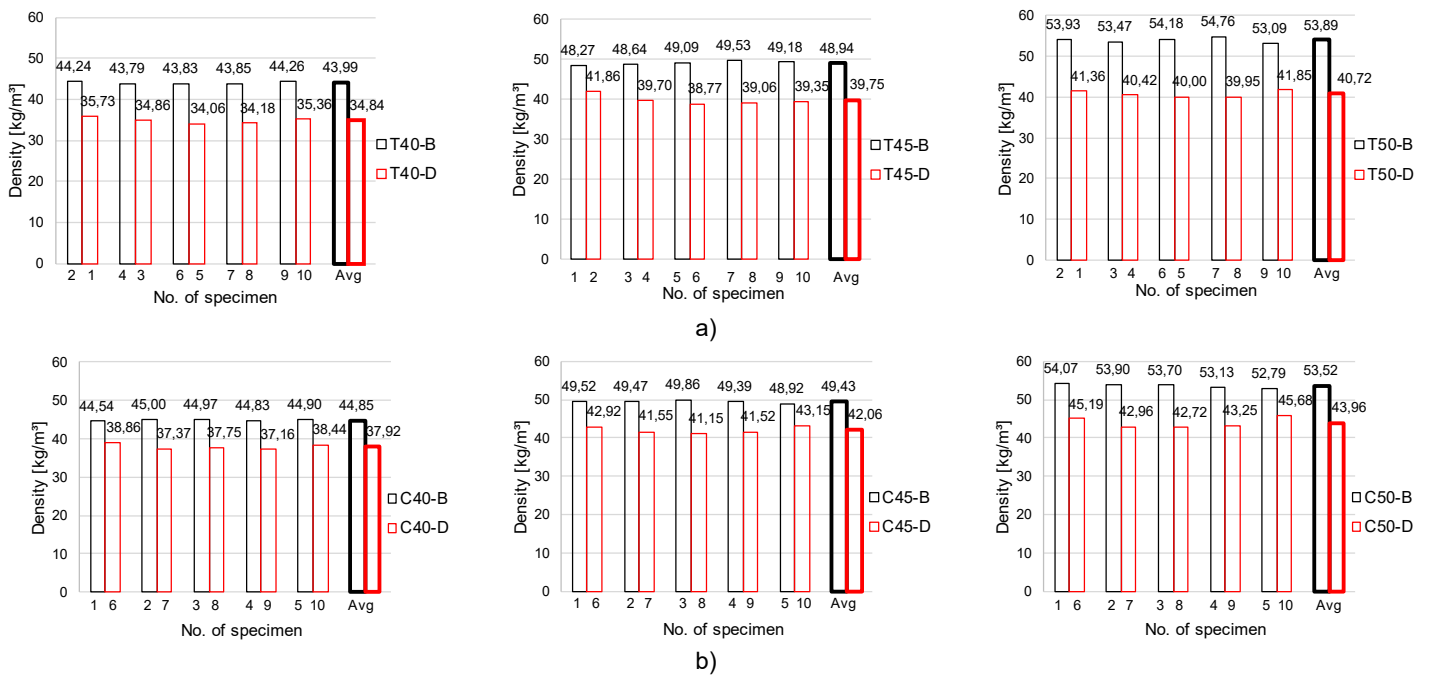 60
50
40
30
20
10
0
Density [kg/m³]
44,24 43,79 43,83 43,85 44,26 43,99
35,73 34,86 34,06 34,18 35,36 34,84
2 1 4 3 6 5 7 8 9 10 Avg
No. of specimen
T40-B
T40-D
60
50
40
30
20
10
0
Density [kg/m³]
48,27 48,64 49,09 49,53 49,18 48,94
41,86 39,70 38,77 39,06 39,35 39,75
1 2 3 4 5 6 7 8 9 10 Avg
No. of specimen
T45-B
T45-D
60
50
40
30
20
10
0
Density [kg/m³]
53,93 53,47 54,18 54,76 53,09 53,89
41,36 40,42 40,00 39,95 41,85 40,72
2 1 3 4 6 5 7 8 9 10 Avg
No. of specimen
T50-B
T50-D
a)
60
50
40
30
20
10
0
Density [kg/m³]
44,54 45,00 44,97 44,83 44,90 44,85
38,86 37,37 37,75 37,16 38,44 37,92
1 6 2 7 3 8 4 9 5 10 Avg
No. of specimen
C40-B
C40-D
60
50
40
30
20
10
0
Density [kg/m³]
49,52 49,47 49,86 49,39 48,92 49,43
42,92 41,55 41,15 41,52 43,15 42,06
1 6 2 7 3 8 4 9 5 10 Avg
No. of specimen
C45-B
C45-D
60
50
40
30
20
10
0
Density [kg/m³]
54,07 53,90 53,70 53,13 52,79 53,52
45,19 42,96 42,72 43,25 45,68 43,96
1 6 2 7 3 8 4 9 5 10 Avg
No. of specimen
C50-B
C50-D
b)